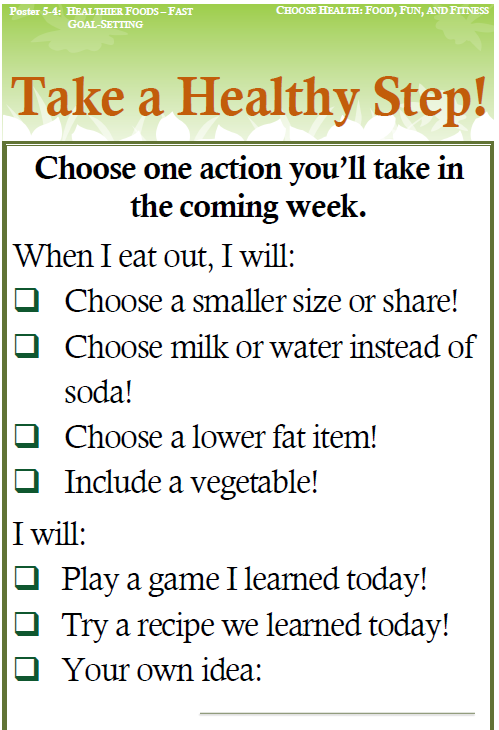 Poster 5-4: HEALTHIER FOODS – FAST
GOAL-SETTING
CHOOSE HEALTH: FOOD, FUN, AND FITNESS
Take a Healthy Step!
Choose one action you’ll take in
the coming week.
When I eat out, I will:
❑ Choose a smaller size or share!
❑ Choose milk or water instead of
soda!
❑ Choose a lower fat item!
❑ Include a vegetable!
I will:
❑ Play a game I learned today!
❑ Try a recipe we learned today!
❑ Your own idea: